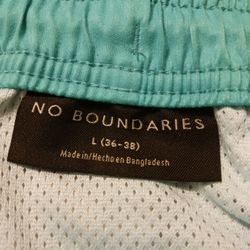 NO BOUNDARIES
L (36-38)
Made in/Hecho en Bangladesh